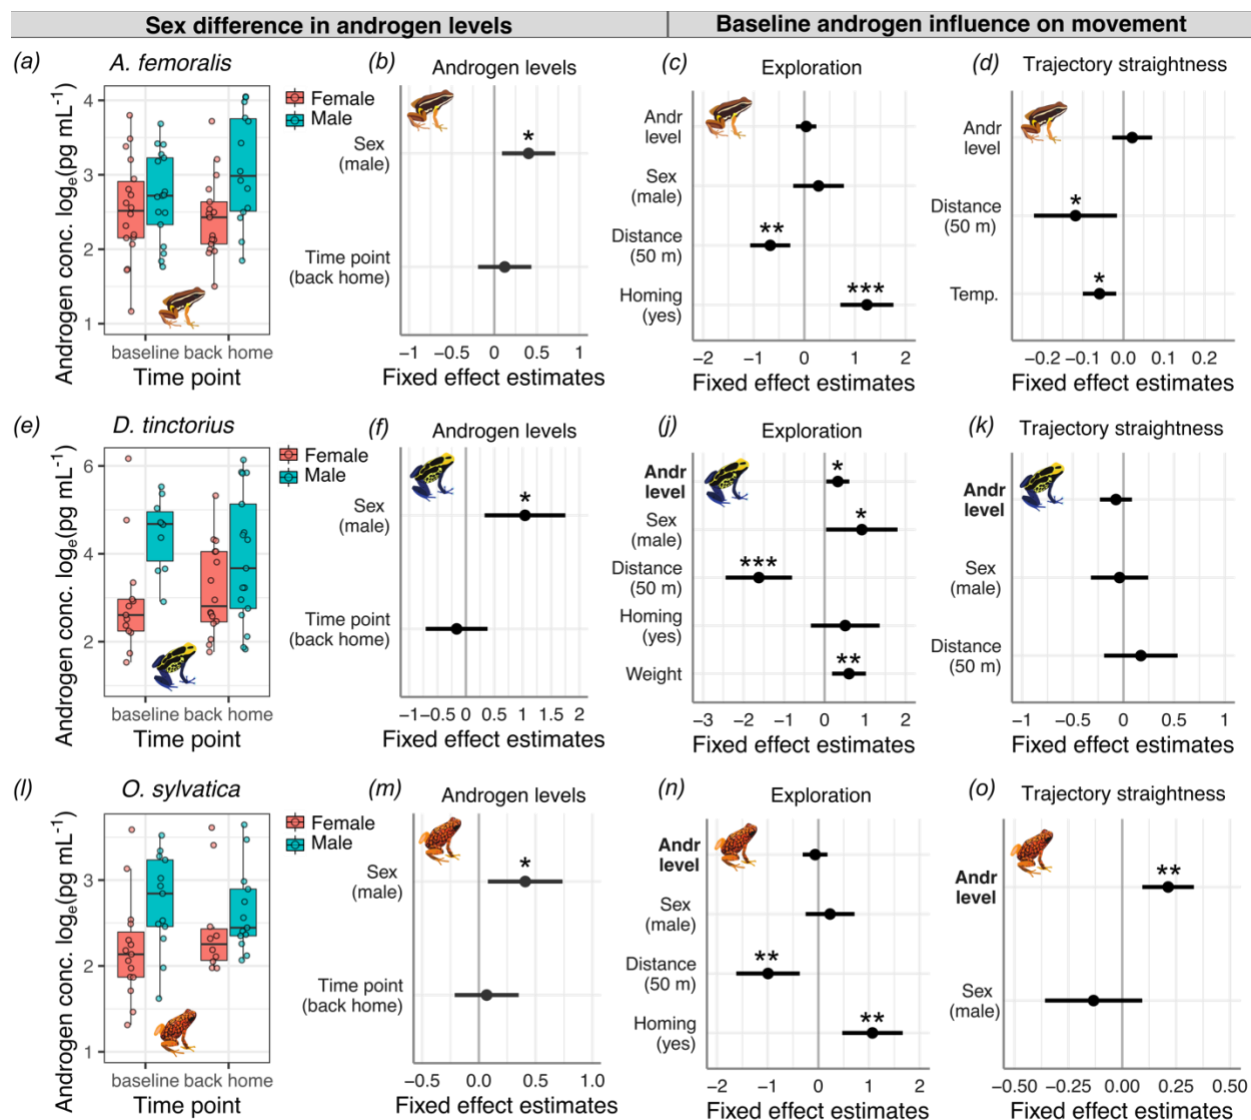 Sex difference in androgen levels
Baseline androgen influence on movement
(a)
A. femoralis
Female
Male
Androgen conc. logₑ(pg mL⁻¹)
4
3
2
1
baseline
back home
Time point
(b)
Androgen levels
Sex
(male)
*
Time point
(back home)
−1
−0.5
0
0.5
1
Fixed effect estimates
(c)
Exploration
Andr
level
Sex
(male)
Distance
(50 m)
**
Homing
(yes)
***
−2
−1
0
1
2
Fixed effect estimates
(d)
Trajectory straightness
Andr
level
Distance
(50 m)
*
Temp.
*
−0.2
−0.1
0.0
0.1
0.2
Fixed effect estimates
(e)
D. tinctorius
Female
Male
Androgen conc. logₑ(pg mL⁻¹)
6
4
2
baseline
back home
Time point
(f)
Androgen levels
Sex
(male)
*
Time point
(back home)
−1
−0.5
0
0.5
1
1.5
2
Fixed effect estimates
(j)
Exploration
Andr
level
*
Sex
(male)
*
Distance
(50 m)
***
Homing
(yes)
Weight
**
−3
−2
−1
0
1
2
Fixed effect estimates
(k)
Trajectory straightness
Andr
level
Sex
(male)
Distance
(50 m)
−1
−0.5
0
0.5
1
Fixed effect estimates
(l)
O. sylvatica
Female
Male
Androgen conc. logₑ(pg mL⁻¹)
3
2
1
baseline
back home
Time point
(m)
Androgen levels
Sex
(male)
*
Time point
(back home)
−0.5
0.0
0.5
1.0
Fixed effect estimates
(n)
Exploration
Andr
level
Sex
(male)
Distance
(50 m)
**
Homing
(yes)
**
−2
−1
0
1
2
Fixed effect estimates
(o)
Trajectory straightness
Andr
level
**
Sex
(male)
−0.50
−0.25
0.00
0.25
0.50
Fixed effect estimates